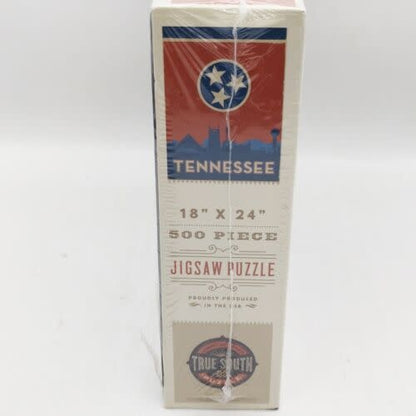 TENNESSEE
18" X 24"
500 PIECE
JIGSAW PUZZLE
PROUDLY PRODUCED
IN THE USA
TRUE SOUTH